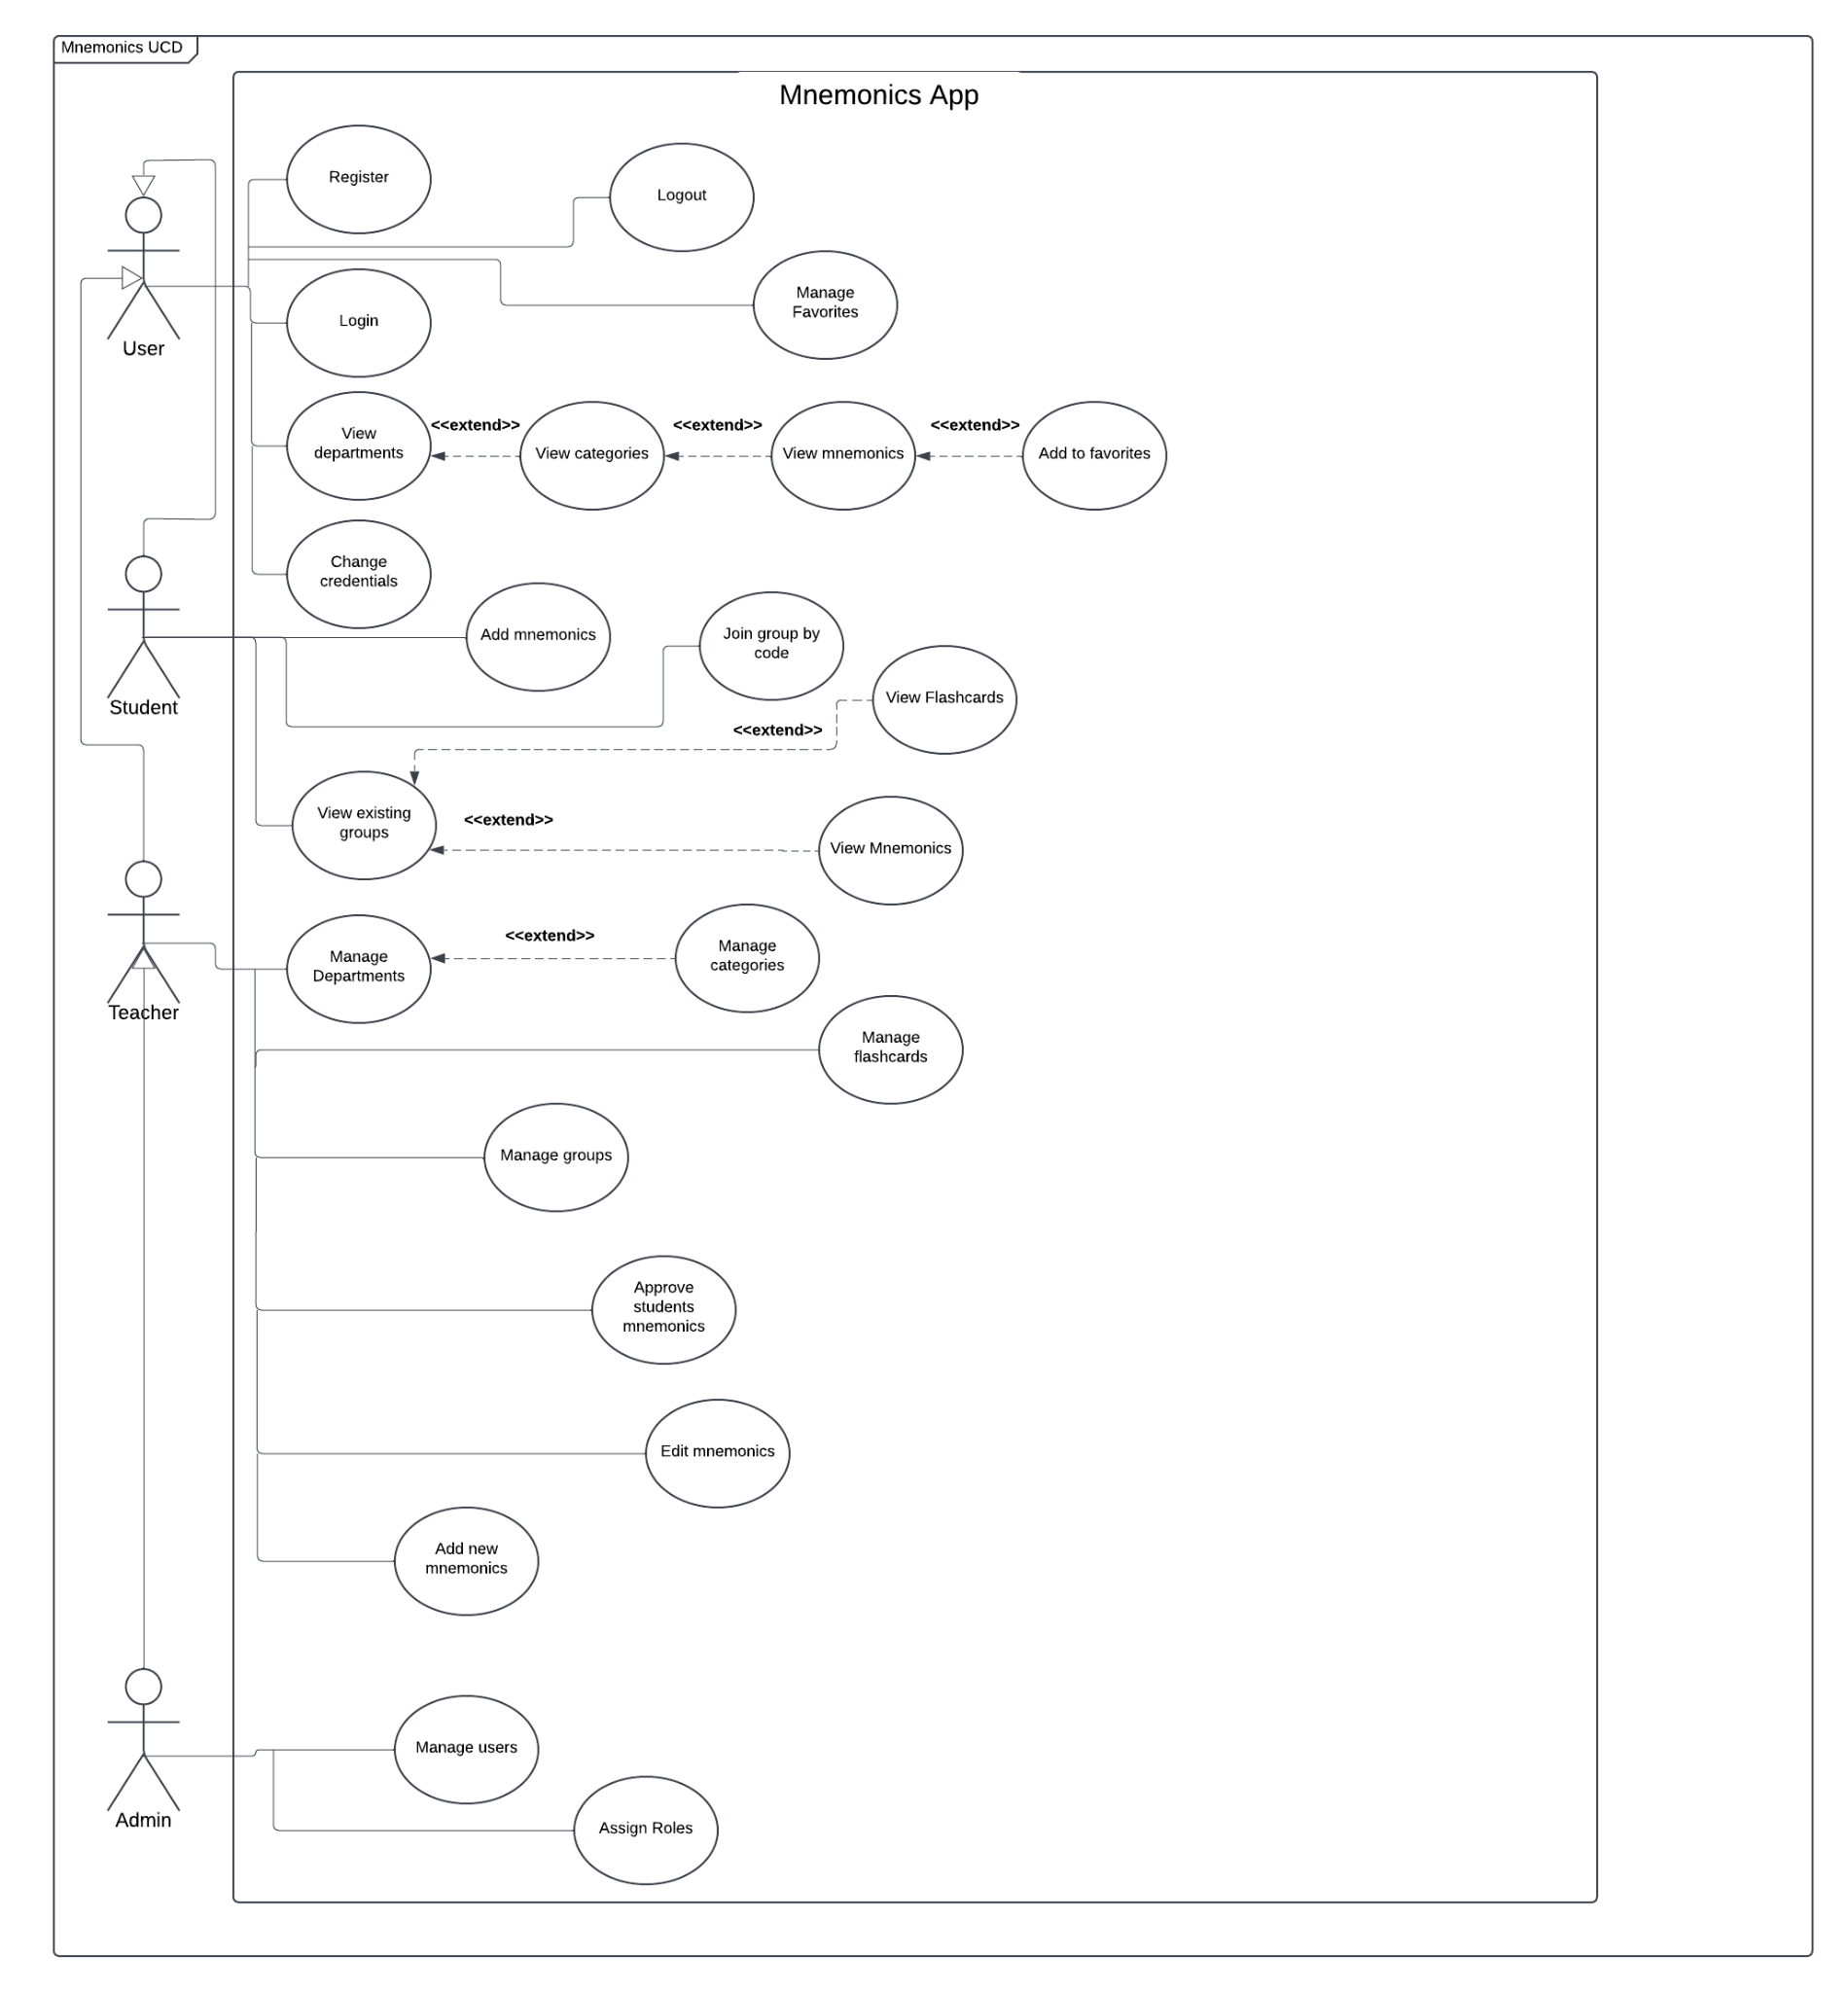 Mnemonics UCD
Mnemonics App
Register
Logout
Manage
Favorites
Login
User
View
departments
<<extend>>
View categories
<<extend>>
View mnemonics
<<extend>>
Add to favorites
Change
credentials
Student
Add mnemonics
Join group by
code
View Flashcards
<<extend>>
View existing
groups
<<extend>>
View Mnemonics
Teacher
Manage
Departments
<<extend>>
Manage
categories
Manage
flashcards
Manage groups
Approve
students
mnemonics
Edit mnemonics
Add new
mnemonics
Admin
Manage users
Assign Roles